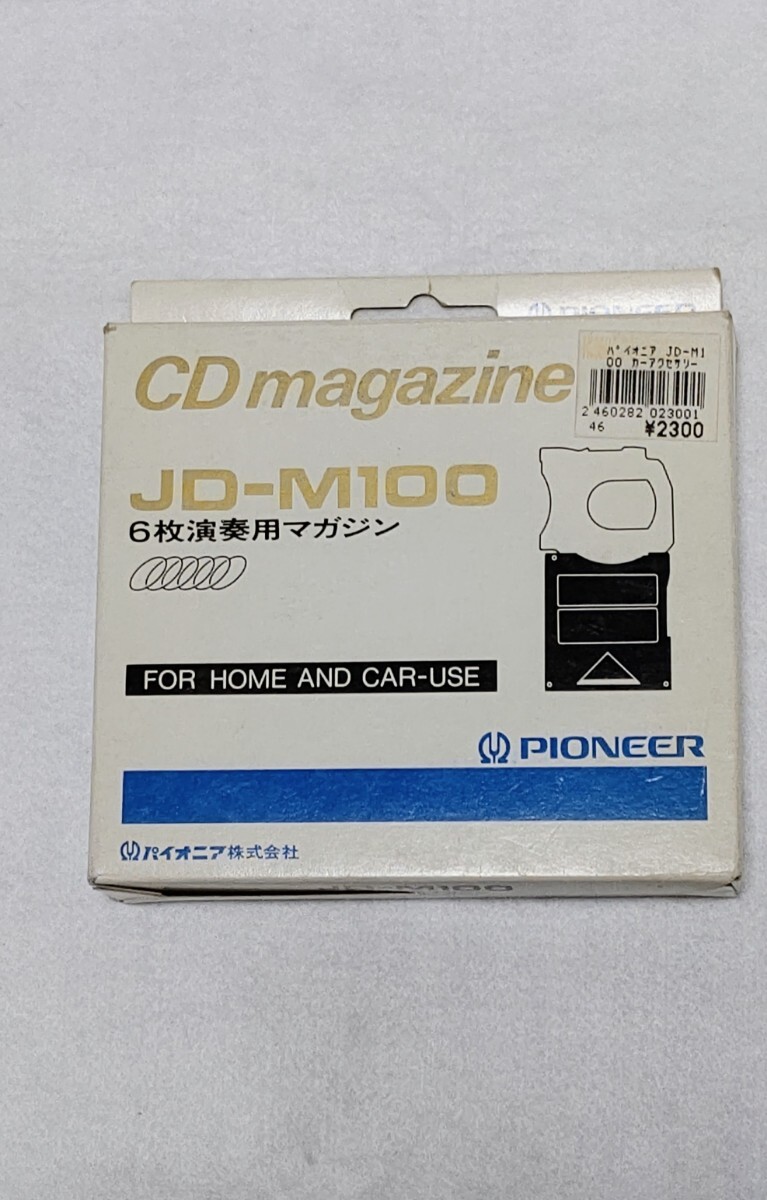 PIONEER
CD magazine
パイオニア JD-M1
00 カーアクセサリー
2 460282 023001
46 ¥2300
JD-M100
6枚演奏用マガジン
FOR HOME AND CAR-USE
PIONEER
パイオニア株式会社
JD-M100